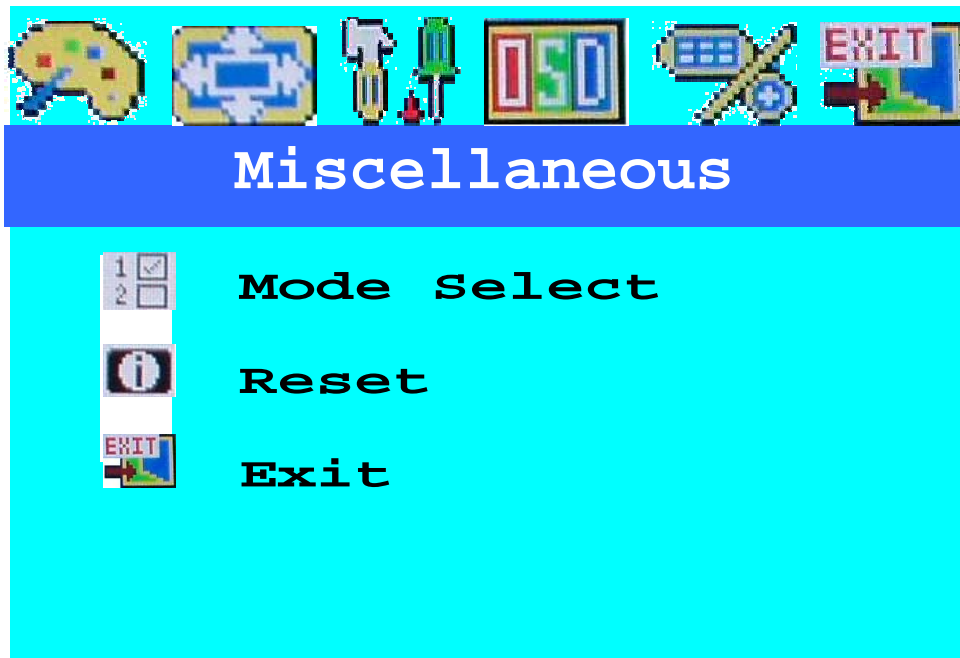 OSD
EXIT
Miscellaneous
1
2
Mode Select
i
Reset
EXIT
Exit